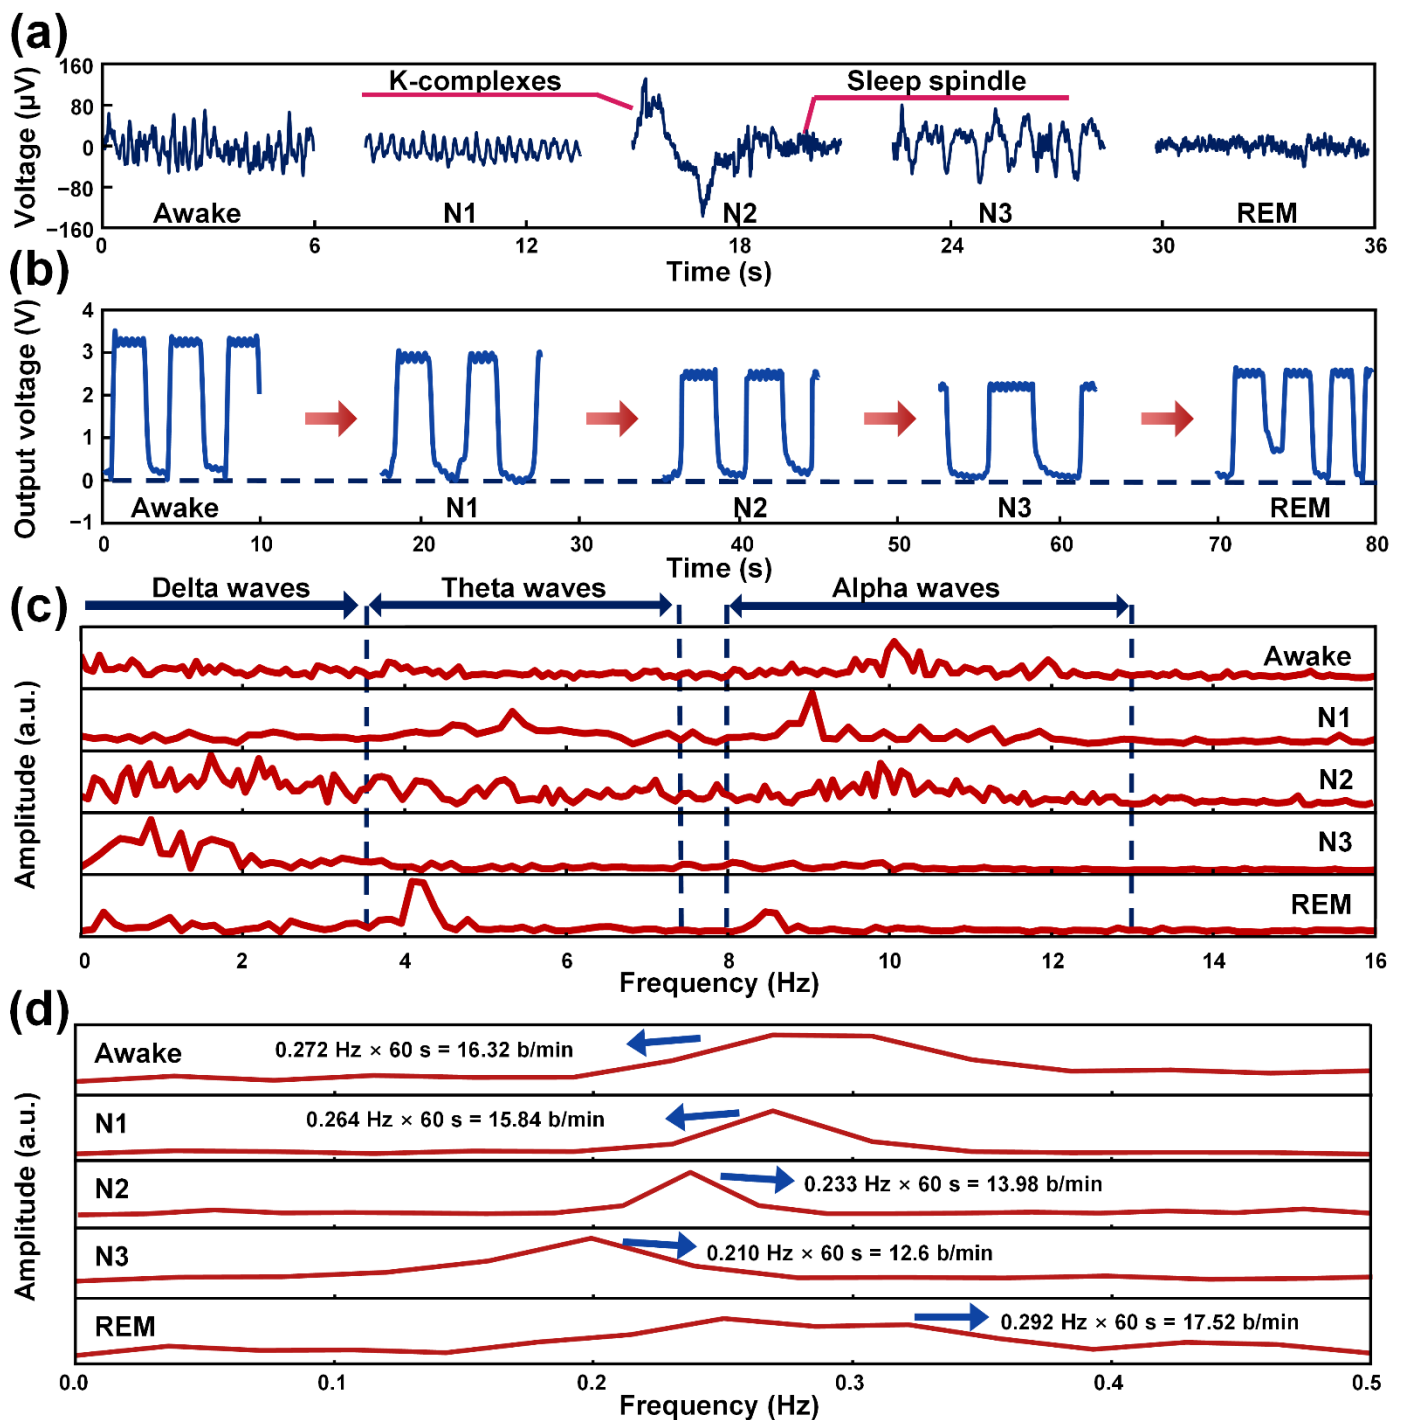 (a)
160
80
0
−80
−160
Voltage (µV)
K-complexes
Sleep spindle
Awake
N1
N2
N3
REM
0 6 12 18 24 30 36
Time (s)
(b)
4
3
2
1
0
−1
Output voltage (V)
Awake
N1
N2
N3
REM
0 10 20 30 40 50 60 70 80
Time (s)
(c)
Delta waves
Theta waves
Alpha waves
Amplitude (a.u.)
Awake
N1
N2
N3
REM
0 2 4 6 8 10 12 14 16
Frequency (Hz)
(d)
Amplitude (a.u.)
Awake
0.272 Hz × 60 s = 16.32 b/min
N1
0.264 Hz × 60 s = 15.84 b/min
N2
0.233 Hz × 60 s = 13.98 b/min
N3
0.210 Hz × 60 s = 12.6 b/min
REM
0.292 Hz × 60 s = 17.52 b/min
0.0 0.1 0.2 0.3 0.4 0.5
Frequency (Hz)